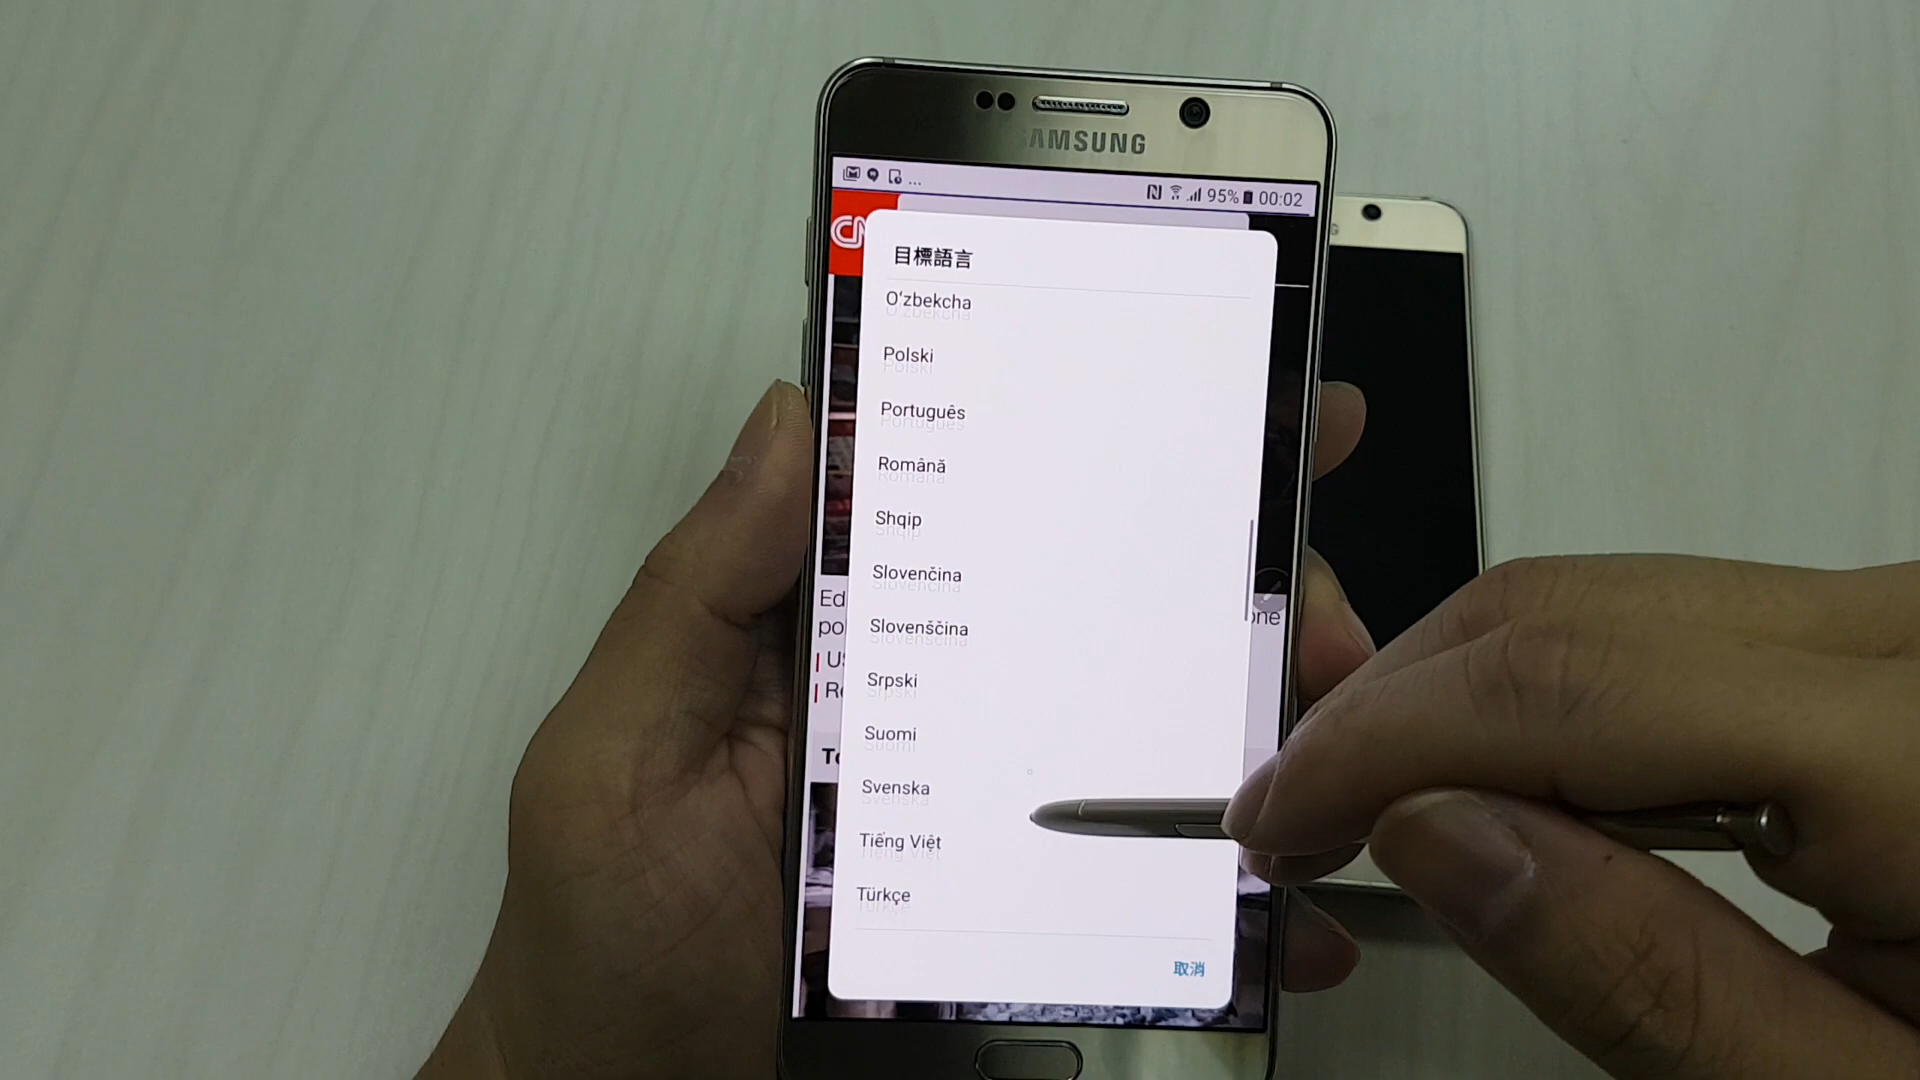 SAMSUNG
... 95% 00:02
目標語言
Oʻzbekcha
Polski
Português
Română
Shqip
Slovenčina
Slovenščina
Srpski
Suomi
Svenska
Tiếng Việt
Türkçe
取消